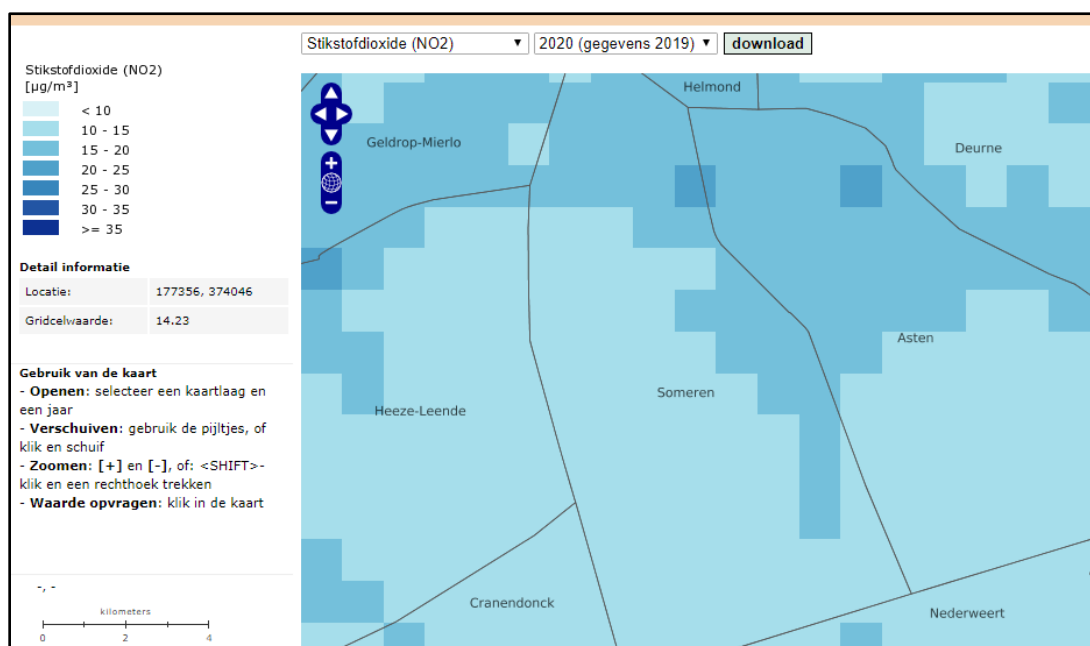 Stikstofdioxide (NO2)
2020 (gegevens 2019)
download
Stikstofdioxide (NO2)
[µg/m³]
< 10
10 - 15
15 - 20
20 - 25
25 - 30
30 - 35
>= 35
Detail informatie
Locatie: 177356, 374046
Gridcelwaarde: 14.23
Gebruik van de kaart
- Openen: selecteer een kaartlaag en
een jaar
- Verschuiven: gebruik de pijltjes, of
klik en schuif
- Zoomen: [+] en [-], of: <SHIFT>-
klik en een rechthoek trekken
- Waarde opvragen: klik in de kaart
-, -
kilometers
0 2 4
Helmond
Geldrop-Mierlo
Deurne
Asten
Someren
Heeze-Leende
Cranendonck
Nederweert